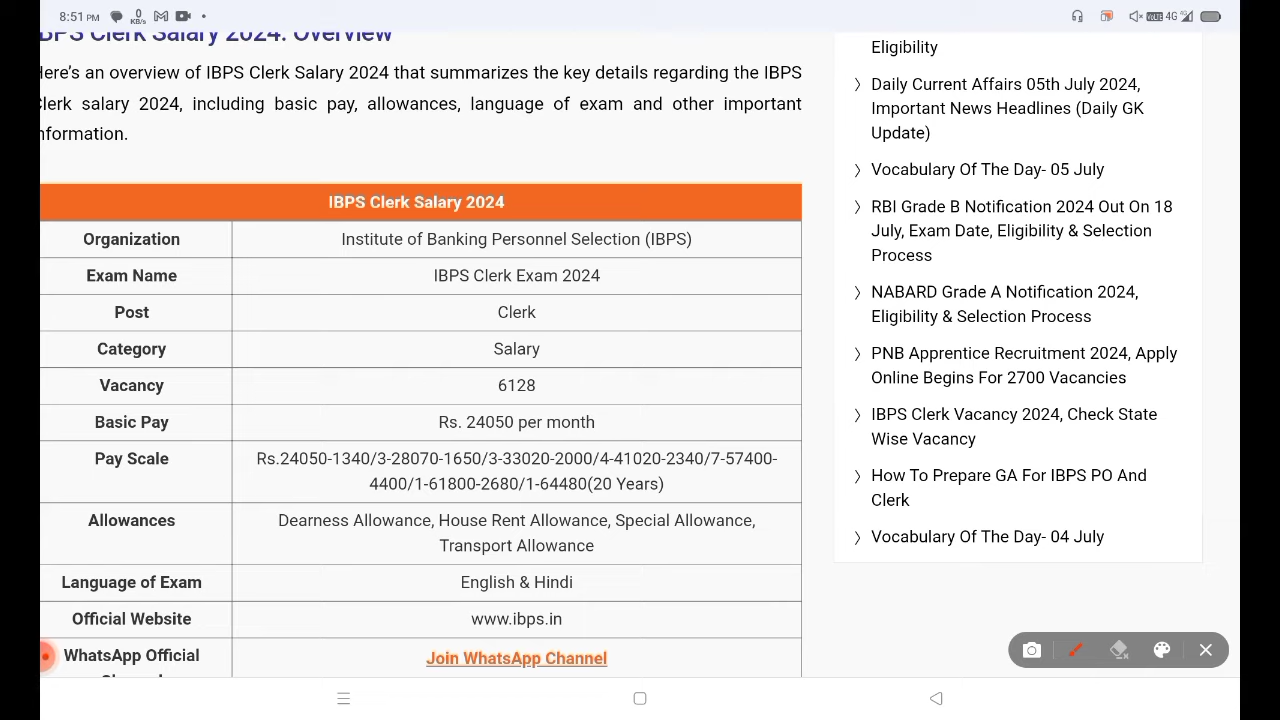 8:51 PM 0 KB/s 4G
IBPS Clerk Salary 2024: Overview
Here's an overview of IBPS Clerk Salary 2024 that summarizes the key details regarding the IBPS
Clerk salary 2024, including basic pay, allowances, language of exam and other important
information.
IBPS Clerk Salary 2024
Organization Institute of Banking Personnel Selection (IBPS)
Exam Name IBPS Clerk Exam 2024
Post Clerk
Category Salary
Vacancy 6128
Basic Pay Rs. 24050 per month
Pay Scale Rs.24050-1340/3-28070-1650/3-33020-2000/4-41020-2340/7-57400-
4400/1-61800-2680/1-64480(20 Years)
Allowances Dearness Allowance, House Rent Allowance, Special Allowance,
Transport Allowance
Language of Exam English & Hindi
Official Website www.ibps.in
WhatsApp Official Join WhatsApp Channel
Eligibility
Daily Current Affairs 05th July 2024,
Important News Headlines (Daily GK
Update)
Vocabulary Of The Day- 05 July
RBI Grade B Notification 2024 Out On 18
July, Exam Date, Eligibility & Selection
Process
NABARD Grade A Notification 2024,
Eligibility & Selection Process
PNB Apprentice Recruitment 2024, Apply
Online Begins For 2700 Vacancies
IBPS Clerk Vacancy 2024, Check State
Wise Vacancy
How To Prepare GA For IBPS PO And
Clerk
Vocabulary Of The Day- 04 July